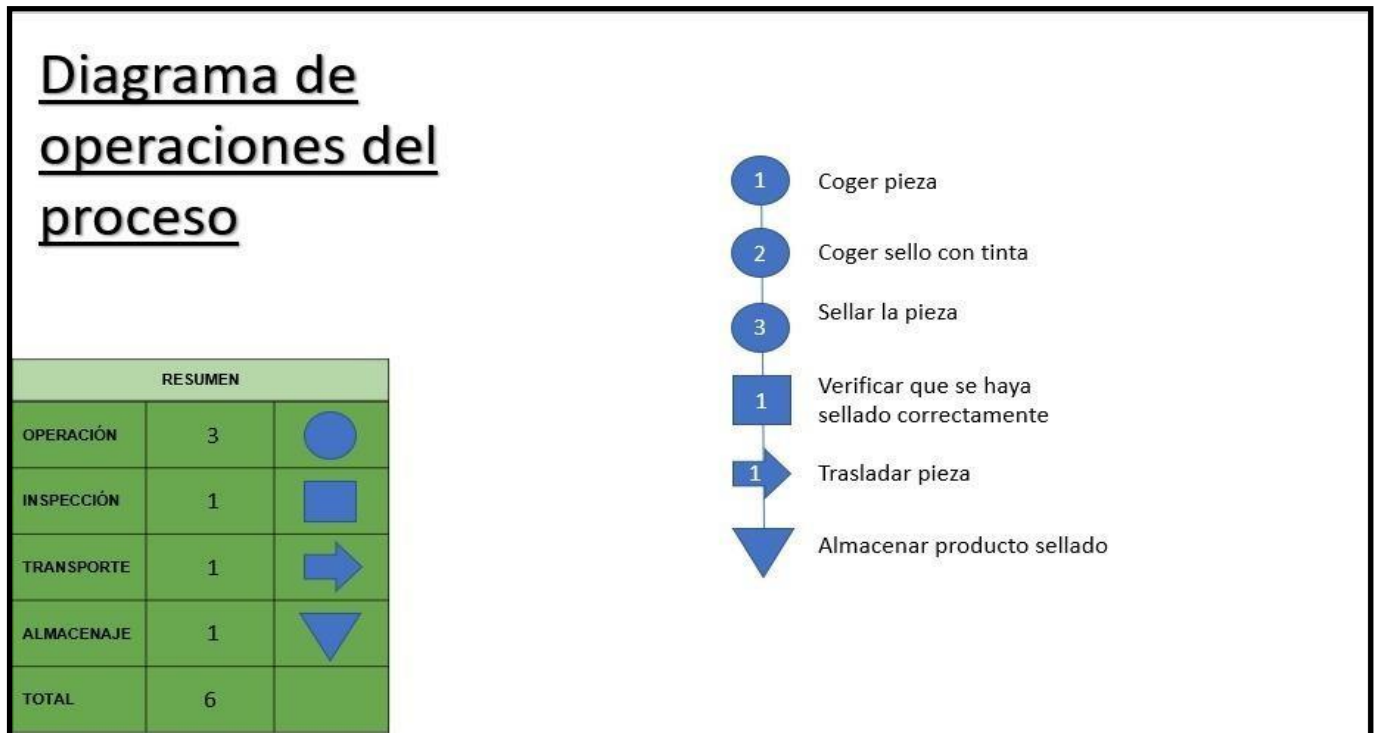 Diagrama de
operaciones del
proceso
1 Coger pieza
2 Coger sello con tinta
3 Sellar la pieza
1 Verificar que se haya
sellado correctamente
1 Trasladar pieza
Almacenar producto sellado
RESUMEN
OPERACIÓN 3
INSPECCIÓN 1
TRANSPORTE 1
ALMACENAJE 1
TOTAL 6